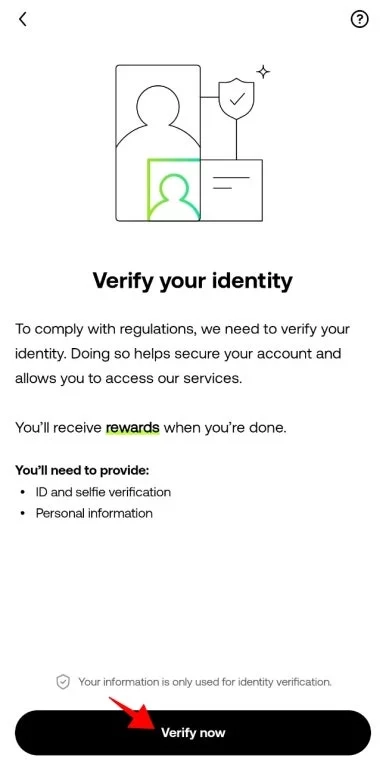 Verify your identity
To comply with regulations, we need to verify your
identity. Doing so helps secure your account and
allows you to access our services.
You'll receive rewards when you're done.
You'll need to provide:
• ID and selfie verification
• Personal information
Your information is only used for identity verification.
Verify now